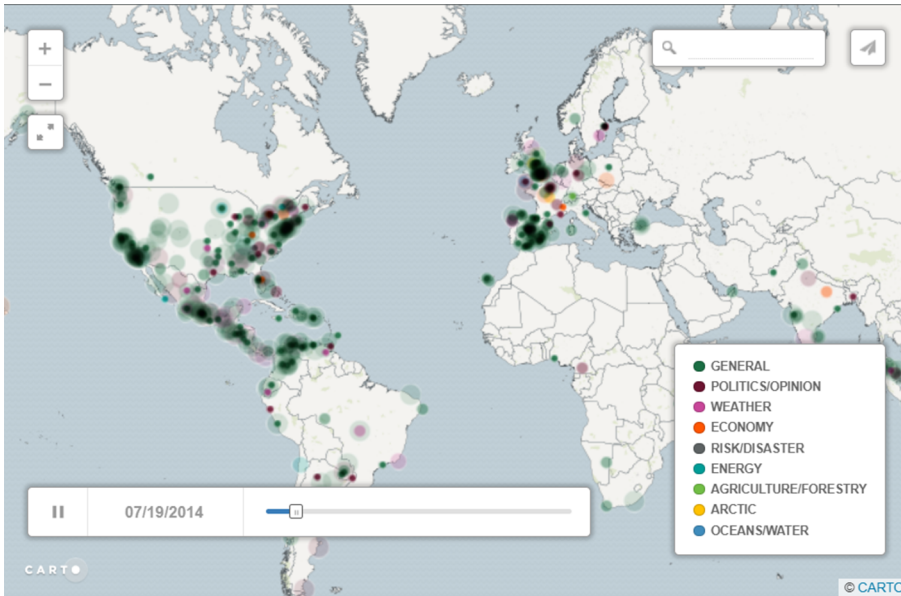 +
−
07/19/2014
GENERAL
POLITICS/OPINION
WEATHER
ECONOMY
RISK/DISASTER
ENERGY
AGRICULTURE/FORESTRY
ARCTIC
OCEANS/WATER
CARTO
© CARTO